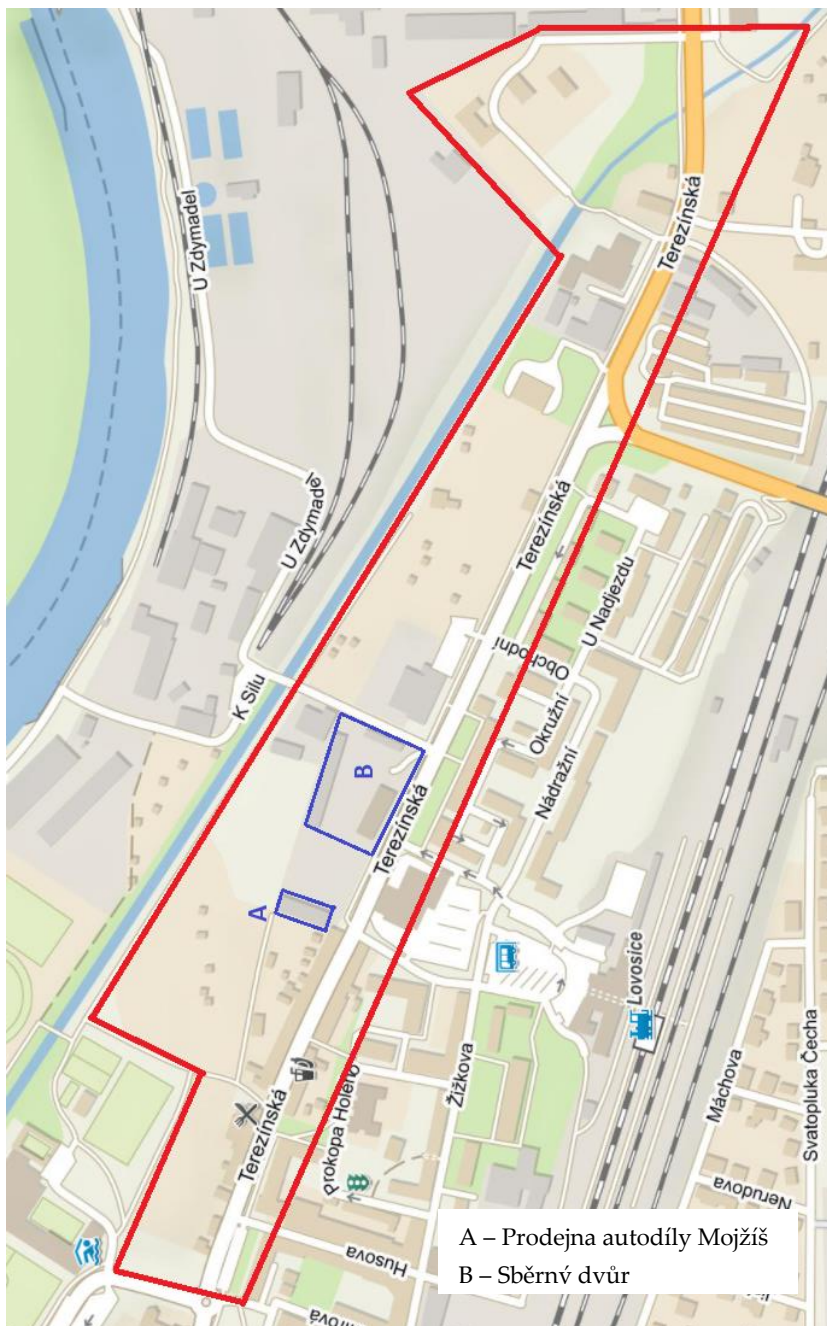 U Zdymadel
U Zdymadel
K Silu
Terezínská
Terezínská
Obchodní
U Nadjezdu
Okružní
Nádražní
B
A
Terezínská
Lovosice
Žižkova
Prokopa Holého
Terezínská
Máchova
Svatopluka Čecha
Nerudova
Husova
A – Prodejna autodíly Mojžíš
B – Sběrný dvůr